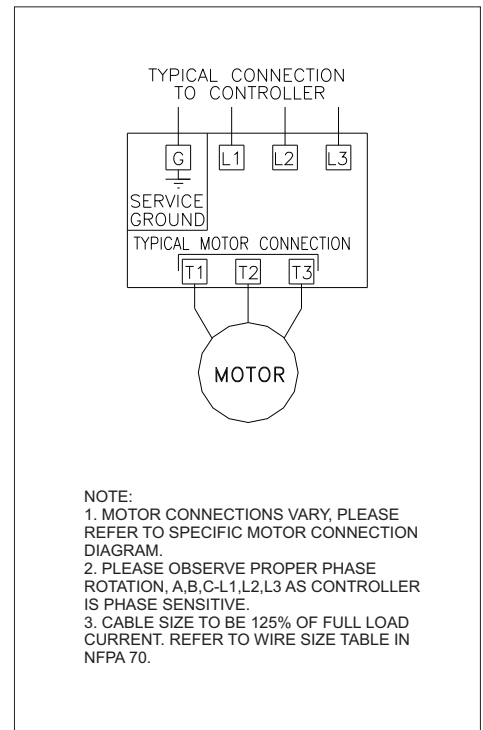 TYPICAL CONNECTION
TO CONTROLLER
G
L1
L2
L3
SERVICE
GROUND
TYPICAL MOTOR CONNECTION
T1
T2
T3
MOTOR
NOTE:
1. MOTOR CONNECTIONS VARY, PLEASE
REFER TO SPECIFIC MOTOR CONNECTION
DIAGRAM.
2. PLEASE OBSERVE PROPER PHASE
ROTATION, A,B,C-L1,L2,L3 AS CONTROLLER
IS PHASE SENSITIVE.
3. CABLE SIZE TO BE 125% OF FULL LOAD
CURRENT. REFER TO WIRE SIZE TABLE IN
NFPA 70.